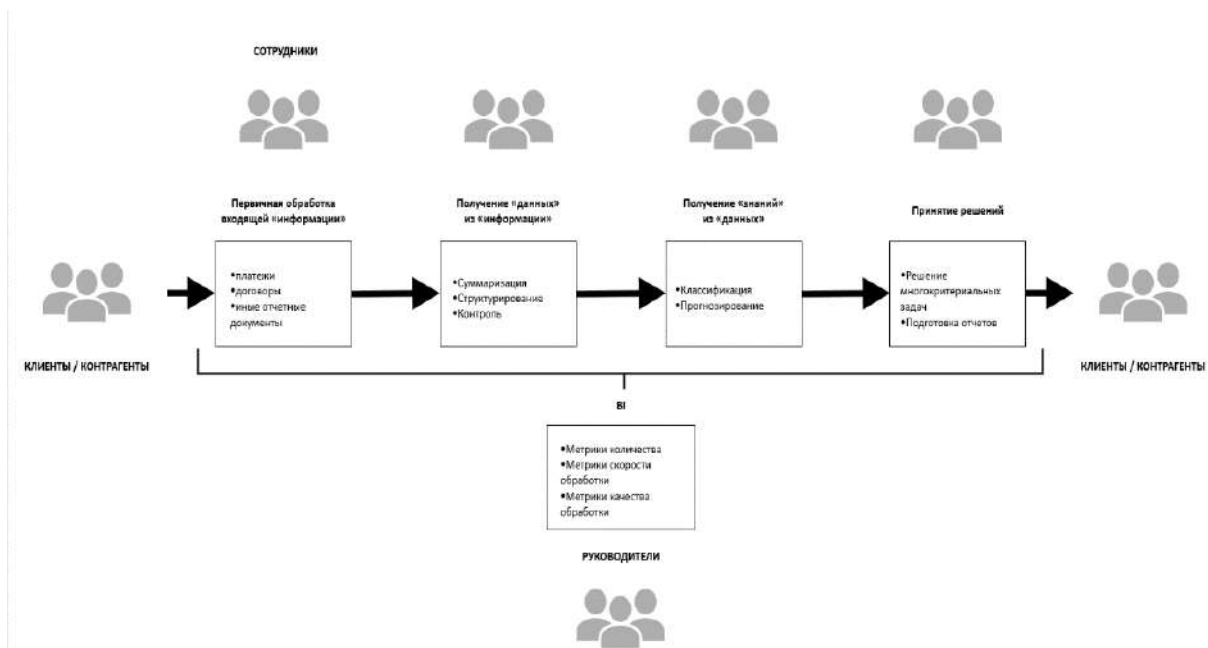 СОТРУДНИКИ
Первичная обработка
входящей «информации»
Получение «данных»
из «информации»
Получение «знаний»
из «данных»
Принятие решений
•платежи
•договоры
•иные отчетные
документы
•Суммаризация
•Структурирование
•Контроль
•Классификация
•Прогнозирование
•Решение
многокритериальных
задач
•Подготовка отчетов
КЛИЕНТЫ / КОНТРАГЕНТЫ
КЛИЕНТЫ / КОНТРАГЕНТЫ
BI
•Метрики количества
•Метрики скорости
обработки
•Метрики качества
обработки
РУКОВОДИТЕЛИ